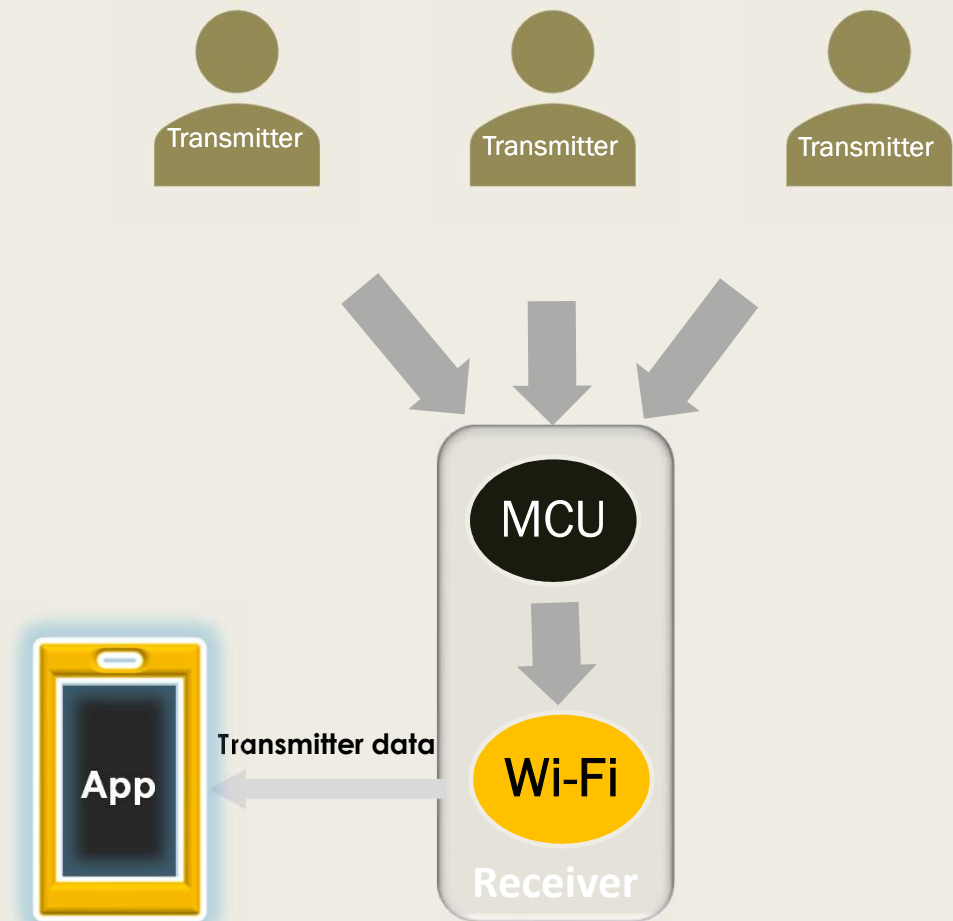 Transmitter
Transmitter
Transmitter
MCU
Transmitter data
App
Wi-Fi
Receiver